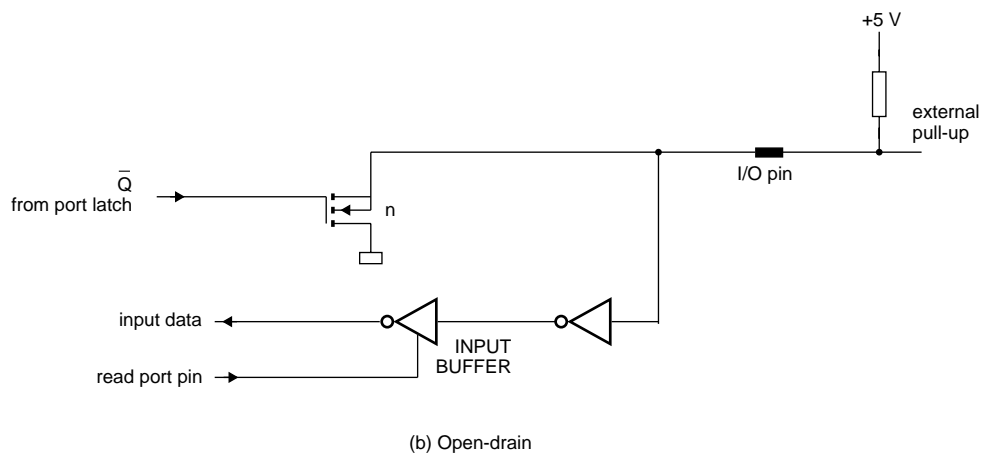 +5 V
external
pull-up
I/O pin
Q̅
from port latch
n
input data
INPUT
BUFFER
read port pin
(b) Open-drain